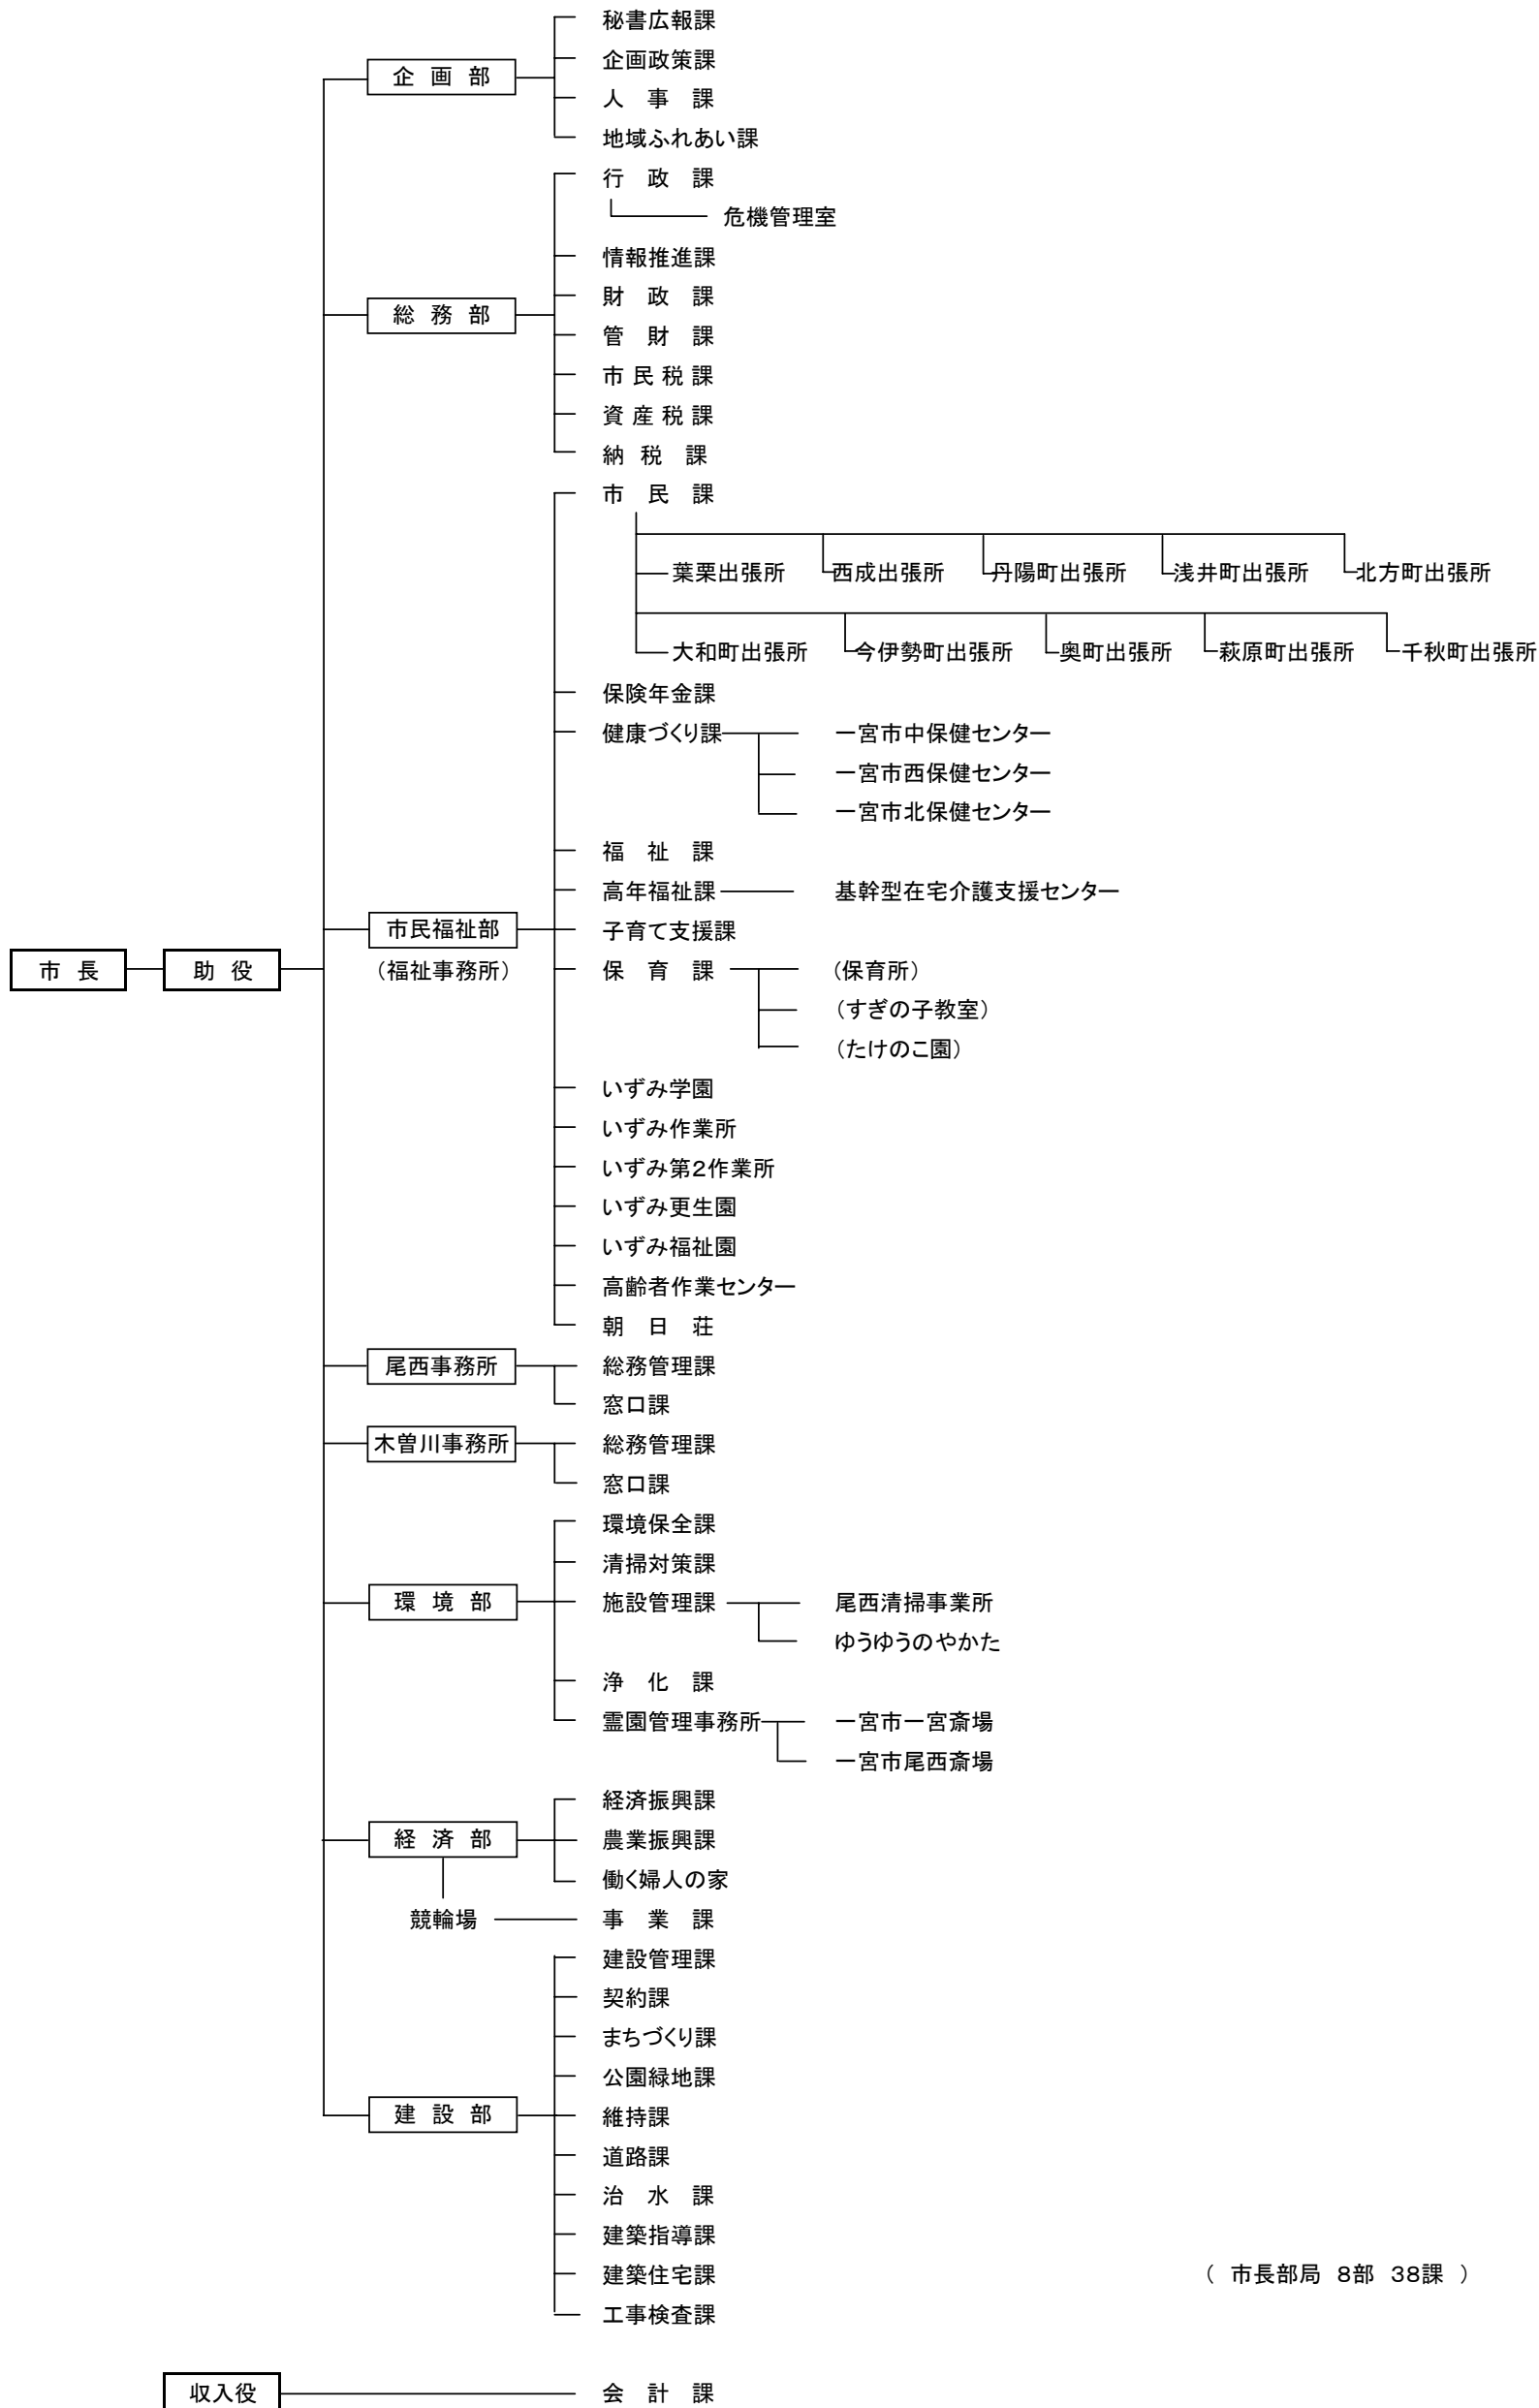 秘書広報課
企画政策課
企 画 部
人 事 課
地域ふれあい課
行 政 課
危機管理室
情報推進課
財 政 課
総 務 部
管 財 課
市 民 税 課
資 産 税 課
納 税 課
市 民 課
葉栗出張所 西成出張所 丹陽町出張所 浅井町出張所 北方町出張所
大和町出張所 今伊勢町出張所 奥町出張所 萩原町出張所 千秋町出張所
保険年金課
健康づくり課 一宮市中保健センター
一宮市西保健センター
一宮市北保健センター
福 祉 課
高年福祉課 基幹型在宅介護支援センター
市民福祉部 子育て支援課
市 長 助 役 (福祉事務所) 保 育 課 (保育所)
(すぎの子教室)
(たけのこ園)
いずみ学園
いずみ作業所
いずみ第2作業所
いずみ更生園
いずみ福祉園
高齢者作業センター
朝 日 荘
尾西事務所 総務管理課
窓口課
木曽川事務所 総務管理課
窓口課
環境保全課
清掃対策課
環 境 部 施設管理課 尾西清掃事業所
ゆうゆうのやかた
浄 化 課
霊園管理事務所 一宮市一宮斎場
一宮市尾西斎場
経済振興課
経 済 部 農業振興課
働く婦人の家
競輪場 事 業 課
建設管理課
契約課
まちづくり課
公園緑地課
建 設 部 維持課
道路課
治 水 課
建築指導課
建築住宅課 ( 市長部局 8部 38課 )
工事検査課
収入役 会 計 課